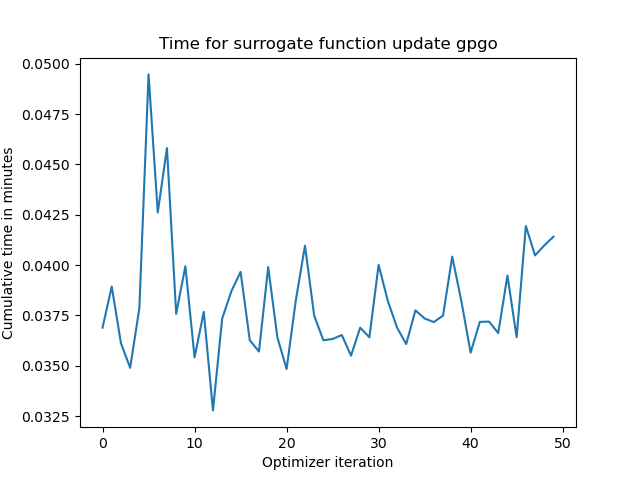 Time for surrogate function update gpgo
Cumulative time in minutes
0.0500
0.0475
0.0450
0.0425
0.0400
0.0375
0.0350
0.0325
0 10 20 30 40 50
Optimizer iteration